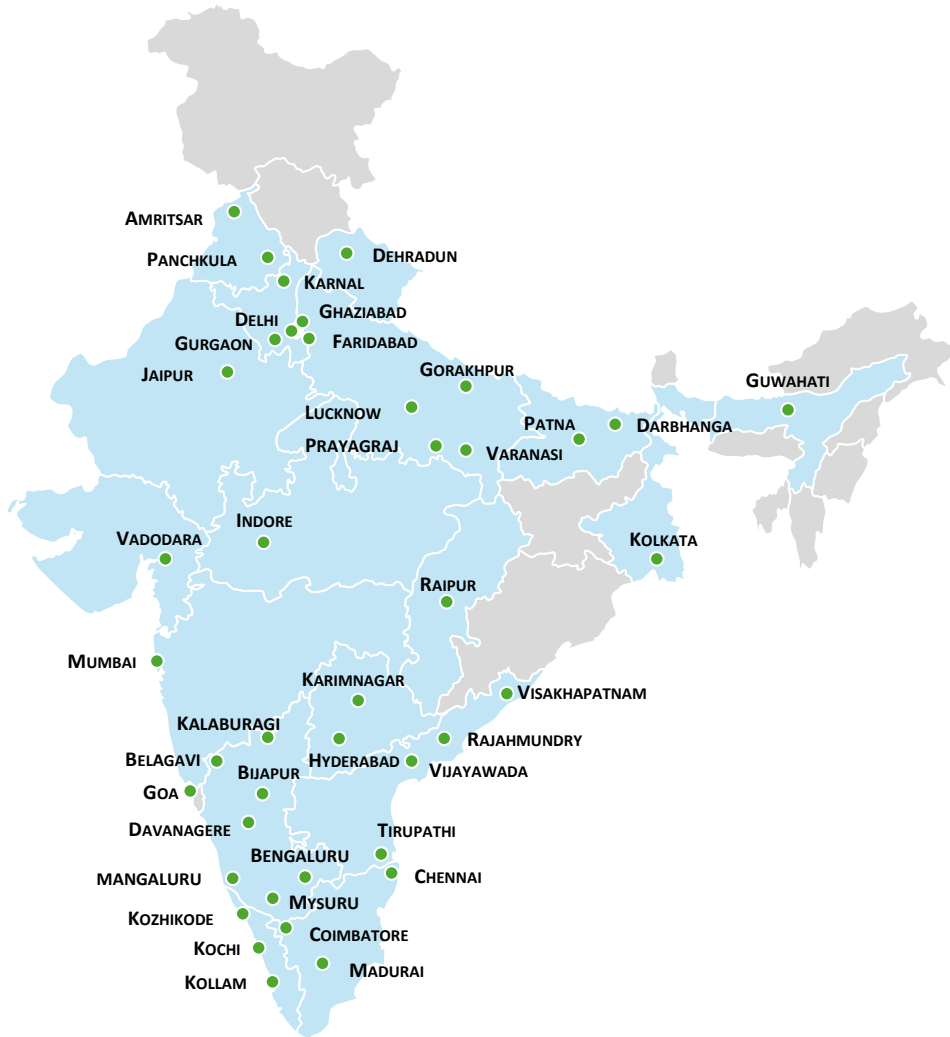 AMRITSAR
PANCHKULA
DEHRADUN
KARNAL
GHAZIABAD
DELHI
GURGAON
FARIDABAD
JAIPUR
GORAKHPUR
GUWAHATI
LUCKNOW
PATNA
DARBHANGA
PRAYAGRAJ
VARANASI
INDORE
VADODARA
KOLKATA
RAIPUR
MUMBAI
KARIMNAGAR
VISAKHAPATNAM
KALABURAGI
RAJAHMUNDRY
BELAGAVI
HYDERABAD
BIJAPUR
VIJAYAWADA
GOA
DAVANAGERE
TIRUPATHI
BENGALURU
CHENNAI
MANGALURU
MYSURU
KOZHIKODE
COIMBATORE
KOCHI
MADURAI
KOLLAM